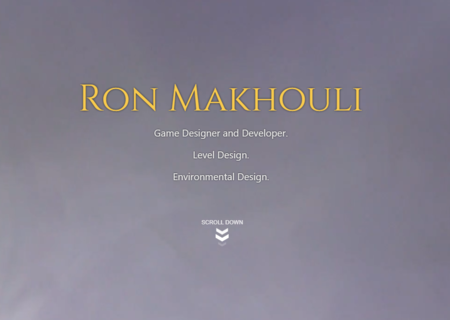 Ron Makhouli
Game Designer and Developer.
Level Design.
Environmental Design.
SCROLL DOWN